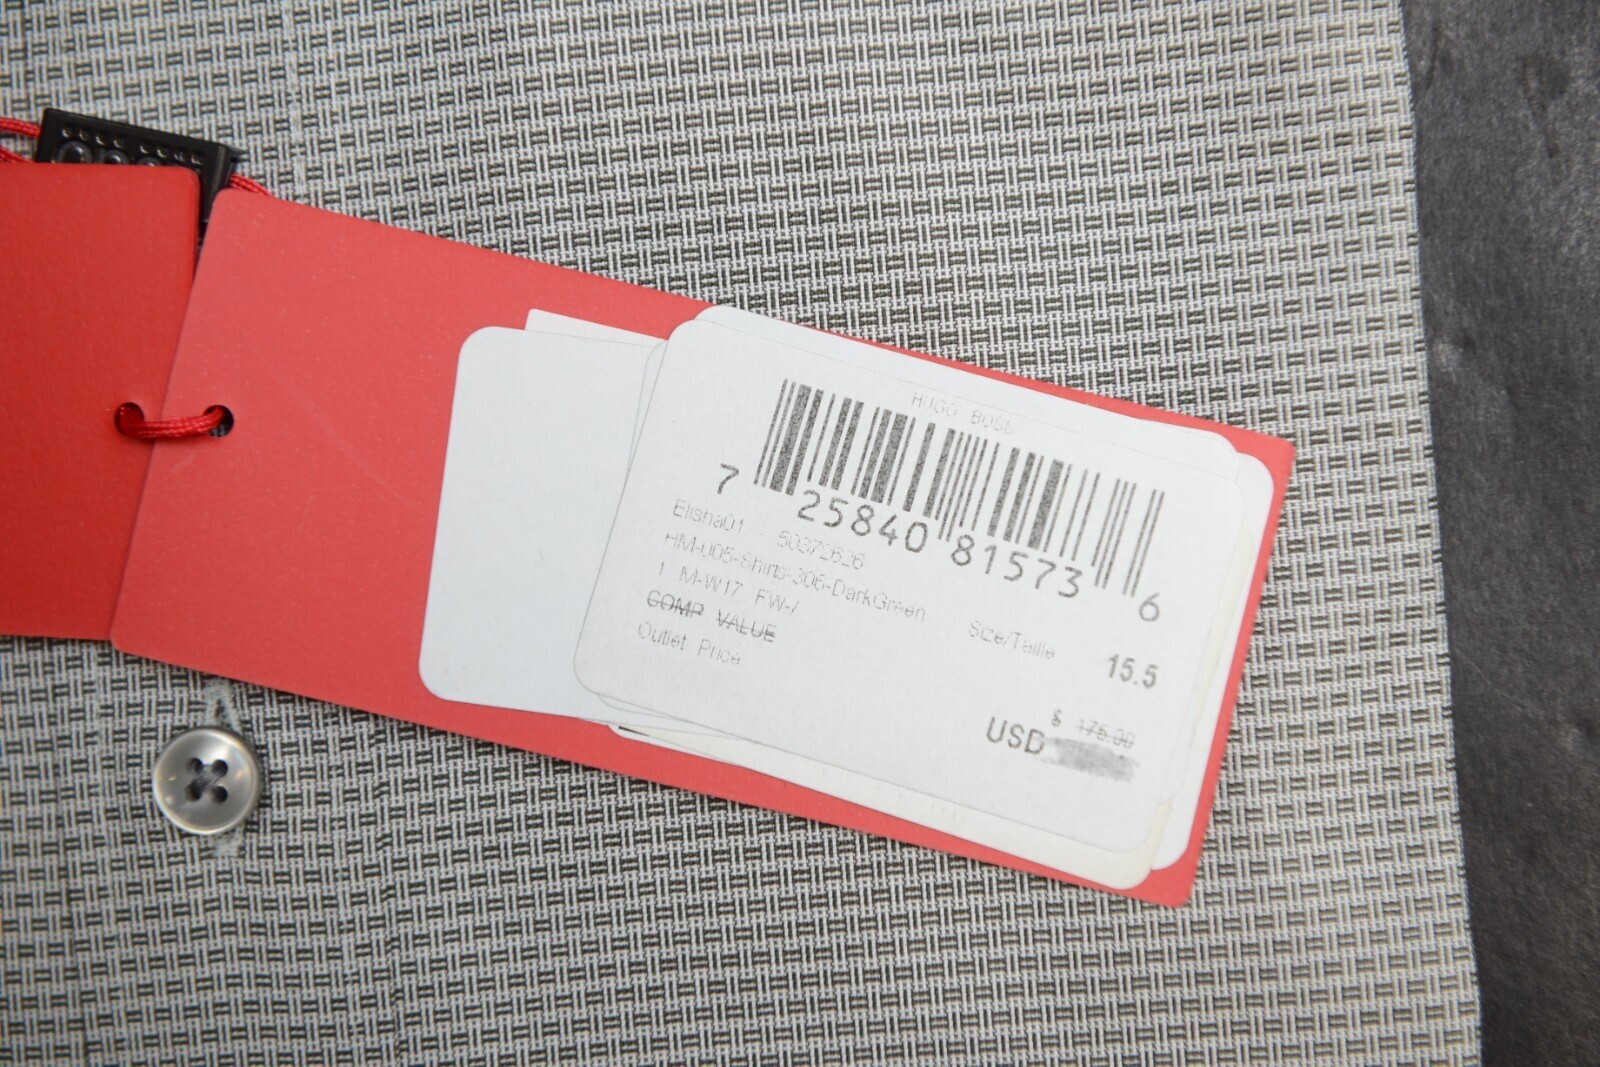 HUGO BOSS
7 25840 81573 6
Elisha01 50372626
HM-005-Shirts-306-DarkGreen
1 M-W17 FW-/
Size/Taille 15.5
COMP VALUE $ 175.00
Outlet Price USD